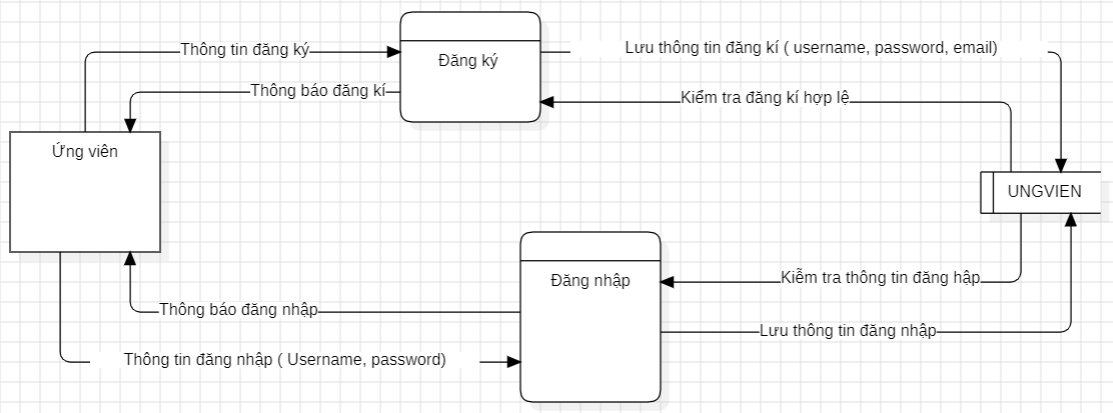 Thông tin đăng ký
Đăng ký
Lưu thông tin đăng kí ( username, password, email)
Thông báo đăng kí
Kiểm tra đăng kí hợp lệ
Ứng viên
UNGVIEN
Đăng nhập
Kiễm tra thông tin đăng hập
Thông báo đăng nhập
Lưu thông tin đăng nhập
Thông tin đăng nhập ( Username, password)